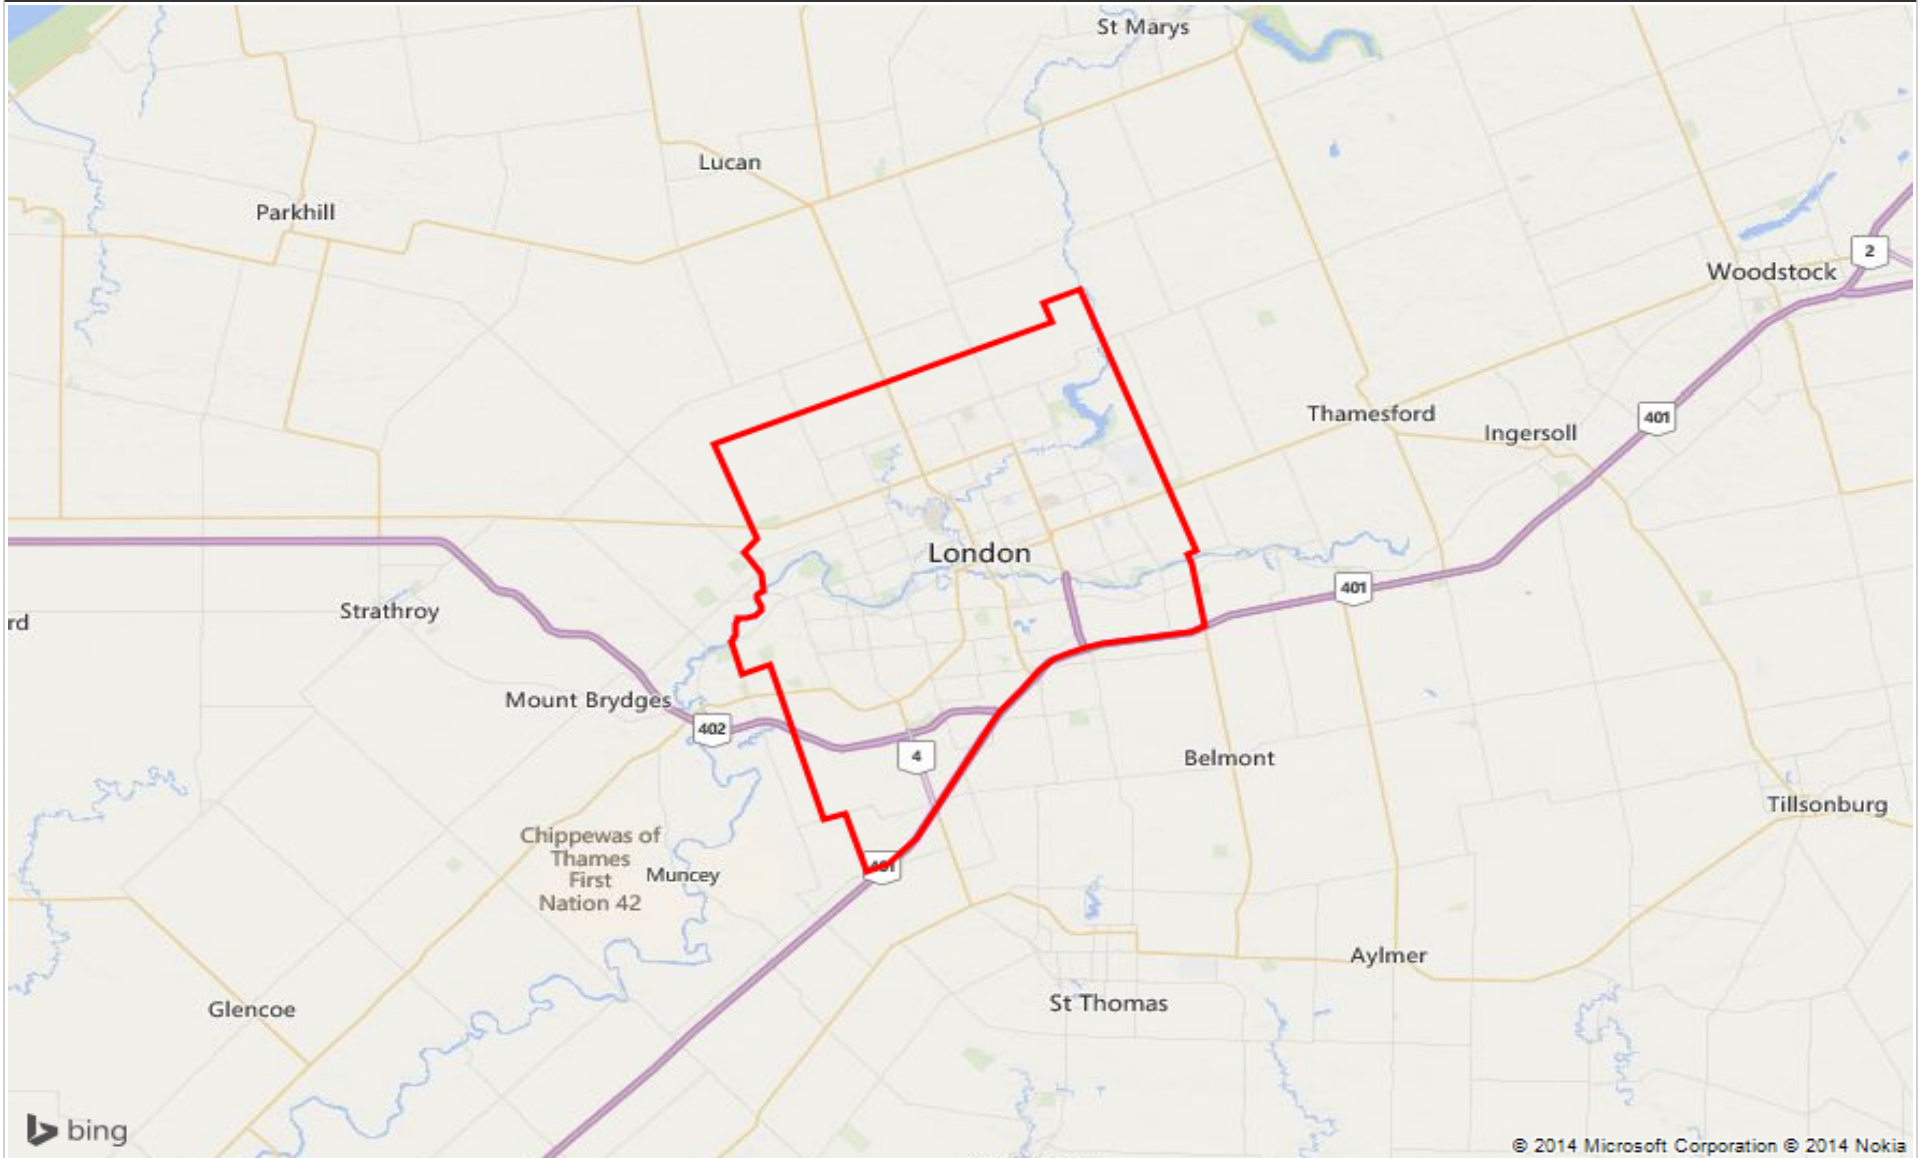 St Marys
Lucan
Parkhill
2
Woodstock
401
Thamesford
Ingersoll
London
401
Strathroy
rd
Mount Brydges
402
4
Belmont
Tillsonburg
Chippewas of
Thames
First
Nation 42
Muncey
401
Aylmer
St Thomas
Glencoe
bing
© 2014 Microsoft Corporation © 2014 Nokia